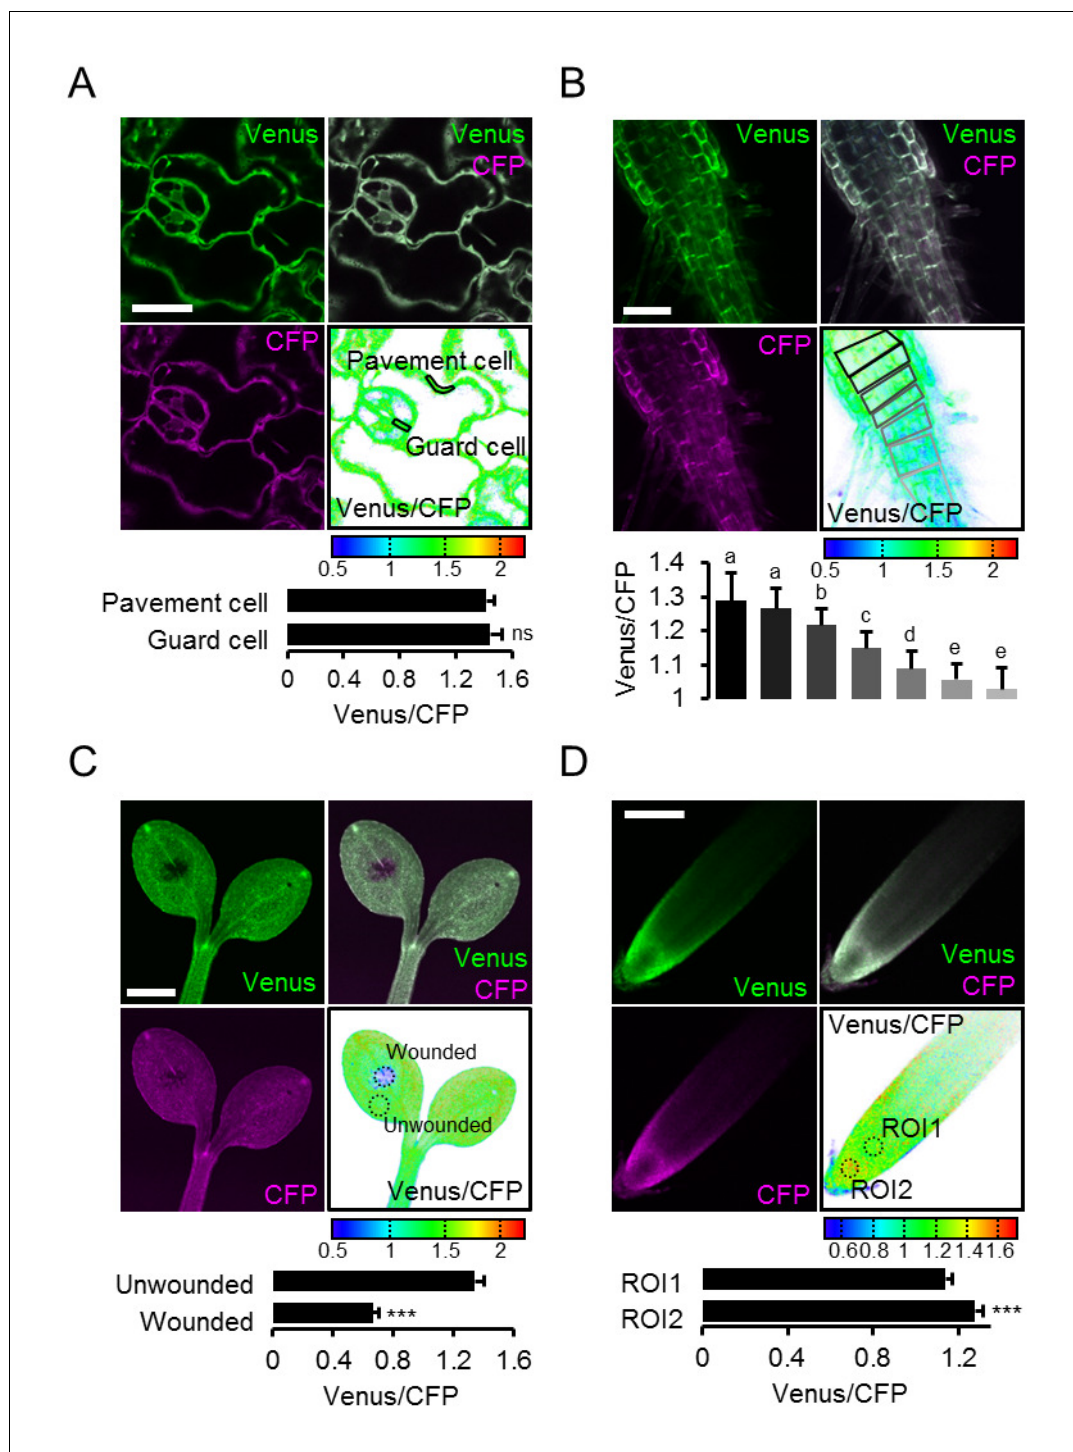 A
Venus
Venus
CFP
CFP
Pavement cell
Guard cell
Venus/CFP
0.5 1 1.5 2
Pavement cell
Guard cell
ns
0 0.4 0.8 1.2 1.6
Venus/CFP
B
Venus
Venus
CFP
CFP
Venus/CFP
0.5 1 1.5 2
Venus/CFP
1.4
1.3
1.2
1.1
1
a a b c d e e
C
Venus
Venus
CFP
CFP
Wounded
Unwounded
Venus/CFP
0.5 1 1.5 2
Unwounded
Wounded
***
0 0.4 0.8 1.2 1.6
Venus/CFP
D
Venus
Venus
CFP
CFP
Venus/CFP
ROI1
ROI2
0.6 0.8 1 1.2 1.4 1.6
ROI1
ROI2
***
0 0.4 0.8 1.2
Venus/CFP